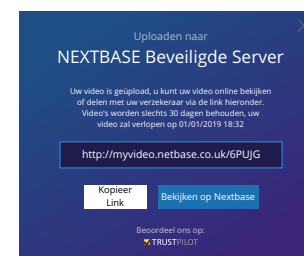 Uploaden naar
NEXTBASE Beveiligde Server
Uw video is geüpload, u kunt uw video online bekijken
of delen met uw verzekeraar via de link hieronder.
Video's worden slechts 30 dagen behouden, uw
video zal verlopen op 01/01/2019 18:32
http://myvideo.netbase.co.uk/6PUJG
Kopieer
Link
Bekijken op Nextbase
Beoordeel ons op:
TRUSTPILOT